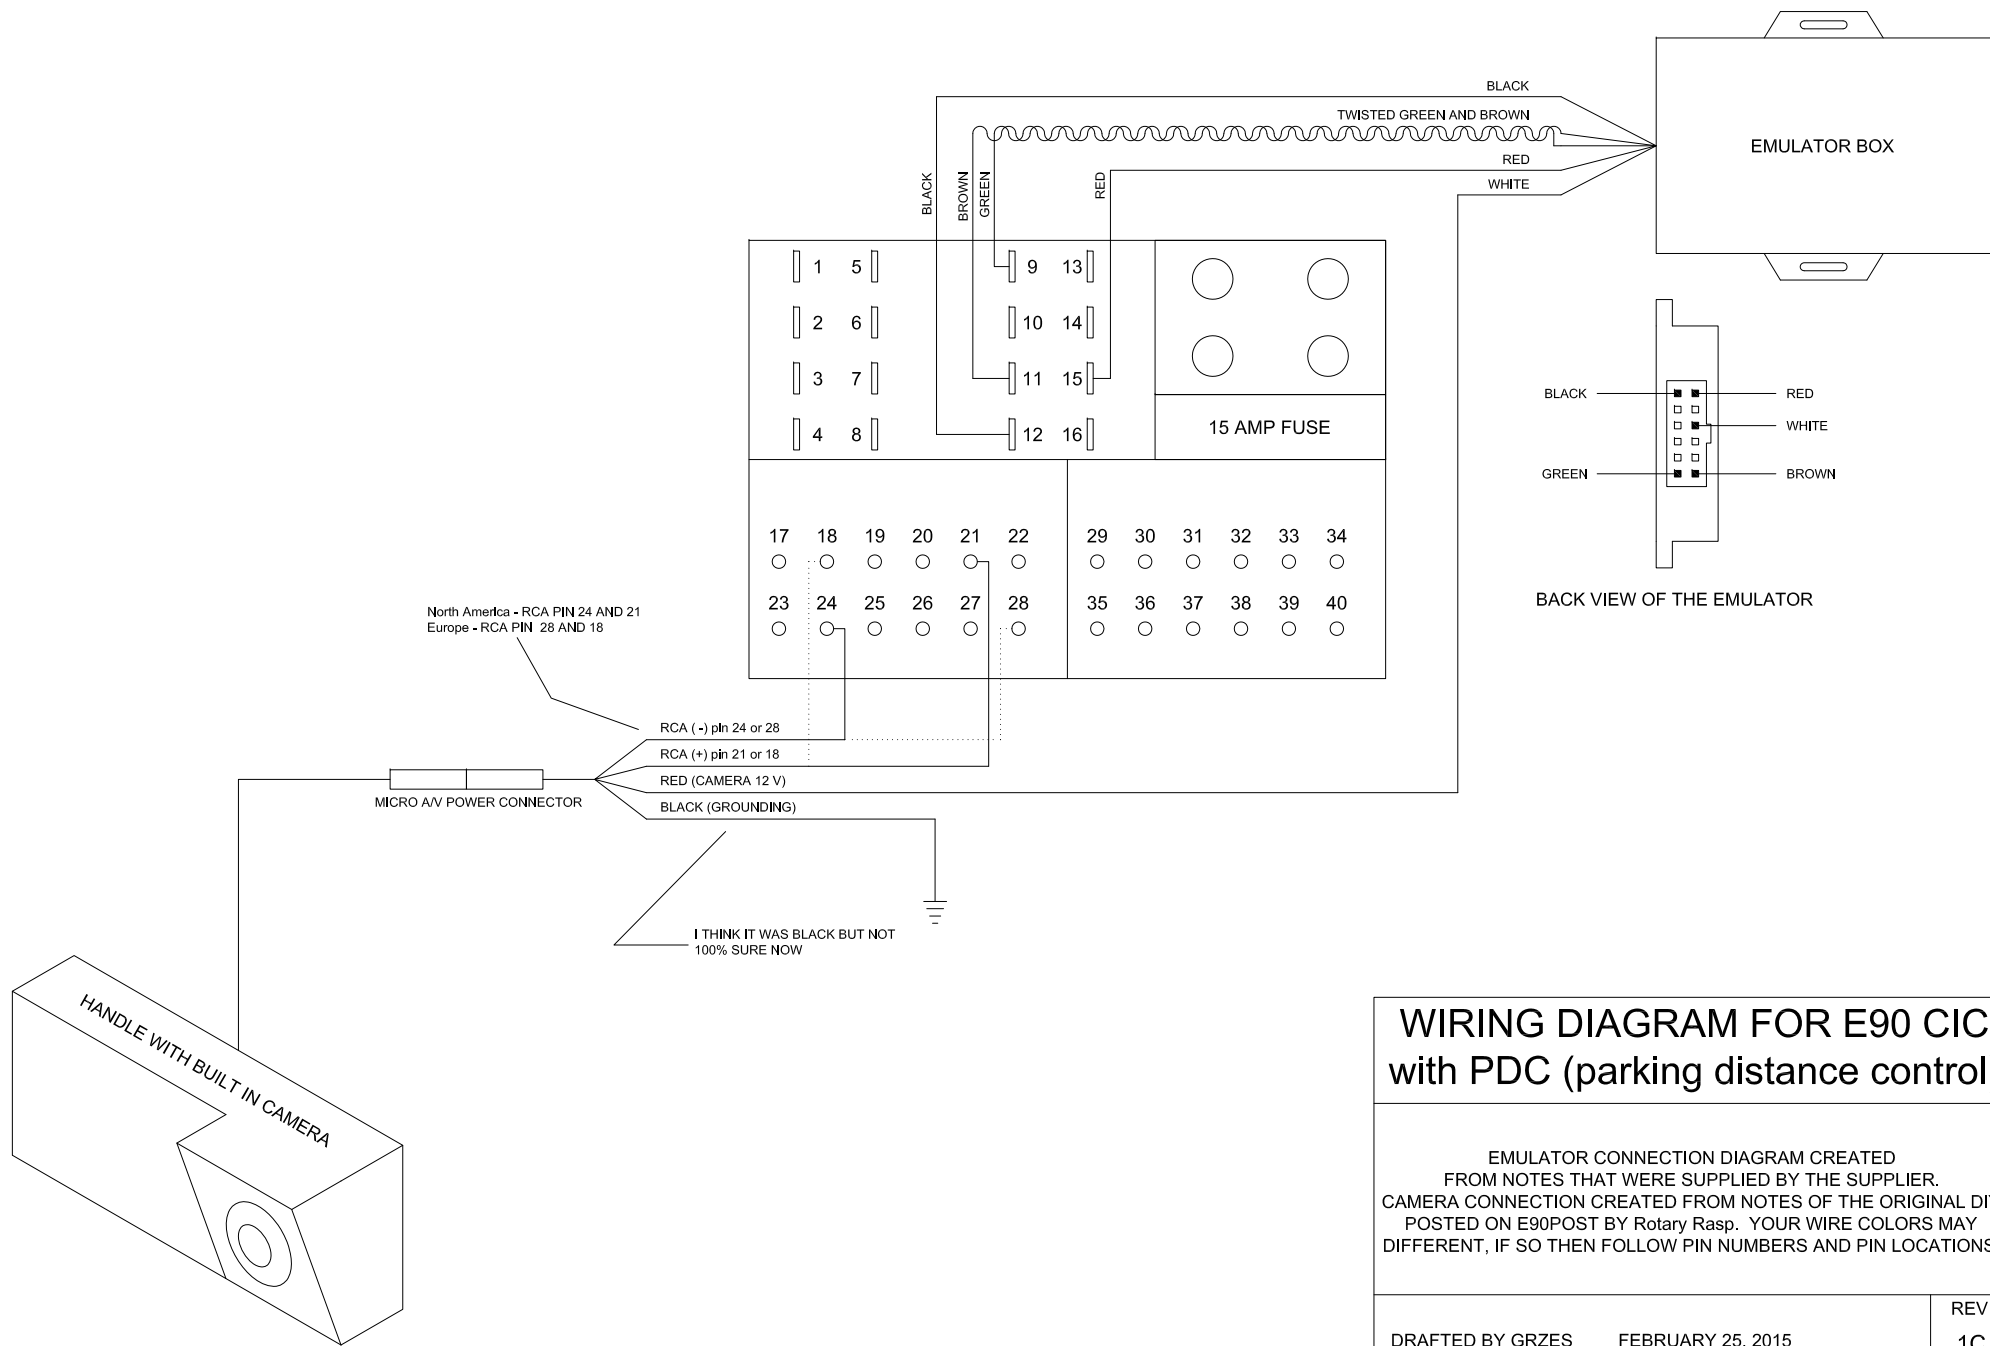 BLACK
TWISTED GREEN AND BROWN
RED
WHITE
EMULATOR BOX
BLACK
BROWN
GREEN
RED
1 5 9 13
2 6 10 14
3 7 11 15
4 8 12 16
15 AMP FUSE
BLACK RED
WHITE
GREEN BROWN
BACK VIEW OF THE EMULATOR
17 18 19 20 21 22 29 30 31 32 33 34
23 24 25 26 27 28 35 36 37 38 39 40
North America - RCA PIN 24 AND 21
Europe - RCA PIN 28 AND 18
RCA ( -) pin 24 or 28
RCA (+) pin 21 or 18
RED (CAMERA 12 V)
BLACK (GROUNDING)
MICRO A/V POWER CONNECTOR
I THINK IT WAS BLACK BUT NOT
100% SURE NOW
HANDLE WITH BUILT IN CAMERA
WIRING DIAGRAM FOR E90 CIC
with PDC (parking distance control
EMULATOR CONNECTION DIAGRAM CREATED
FROM NOTES THAT WERE SUPPLIED BY THE SUPPLIER.
CAMERA CONNECTION CREATED FROM NOTES OF THE ORIGINAL DIY
POSTED ON E90POST BY Rotary Rasp. YOUR WIRE COLORS MAY
DIFFERENT, IF SO THEN FOLLOW PIN NUMBERS AND PIN LOCATIONS
DRAFTED BY GRZES FEBRUARY 25, 2015
REV
1C